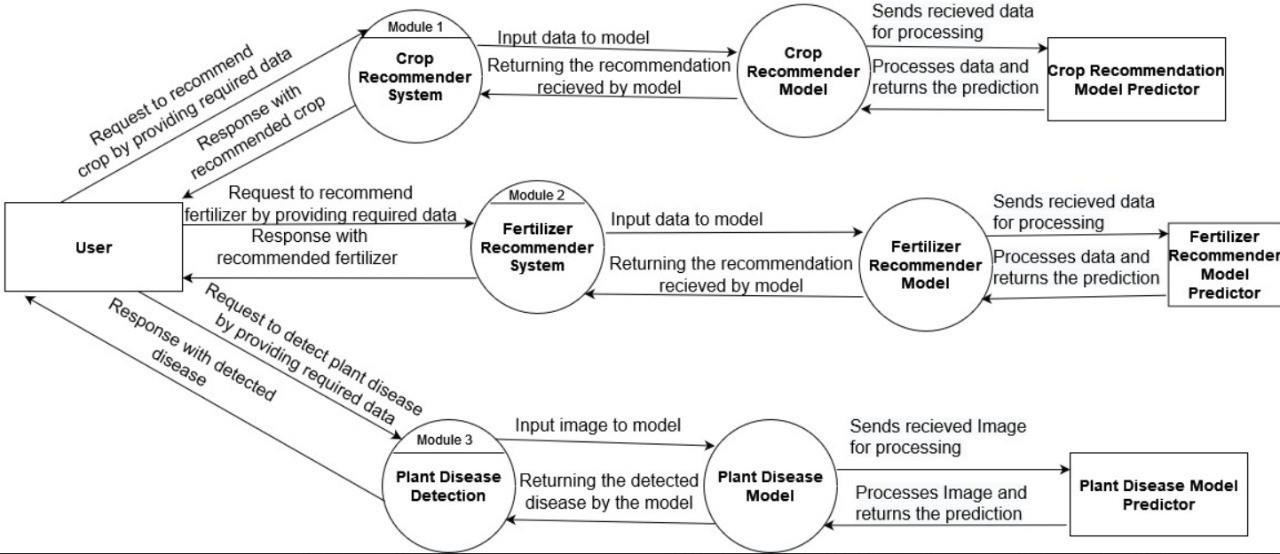 Module 1
Crop
Recommender
System
Request to recommend
crop by providing required data
Response with
recommended crop
Input data to model
Returning the recommendation
recieved by model
Crop
Recommender
Model
Sends recieved data
for processing
Processes data and
returns the prediction
Crop Recommendation
Model Predictor
User
Request to recommend
fertilizer by providing required data
Response with
recommended fertilizer
Module 2
Fertilizer
Recommender
System
Input data to model
Returning the recommendation
recieved by model
Fertilizer
Recommender
Model
Sends recieved data
for processing
Processes data and
returns the prediction
Fertilizer
Recommender
Model
Predictor
Request to detect plant disease
by providing required data
Response with detected
disease
Module 3
Plant Disease
Detection
Input image to model
Returning the detected
disease by the model
Plant Disease
Model
Sends recieved Image
for processing
Processes Image and
returns the prediction
Plant Disease Model
Predictor